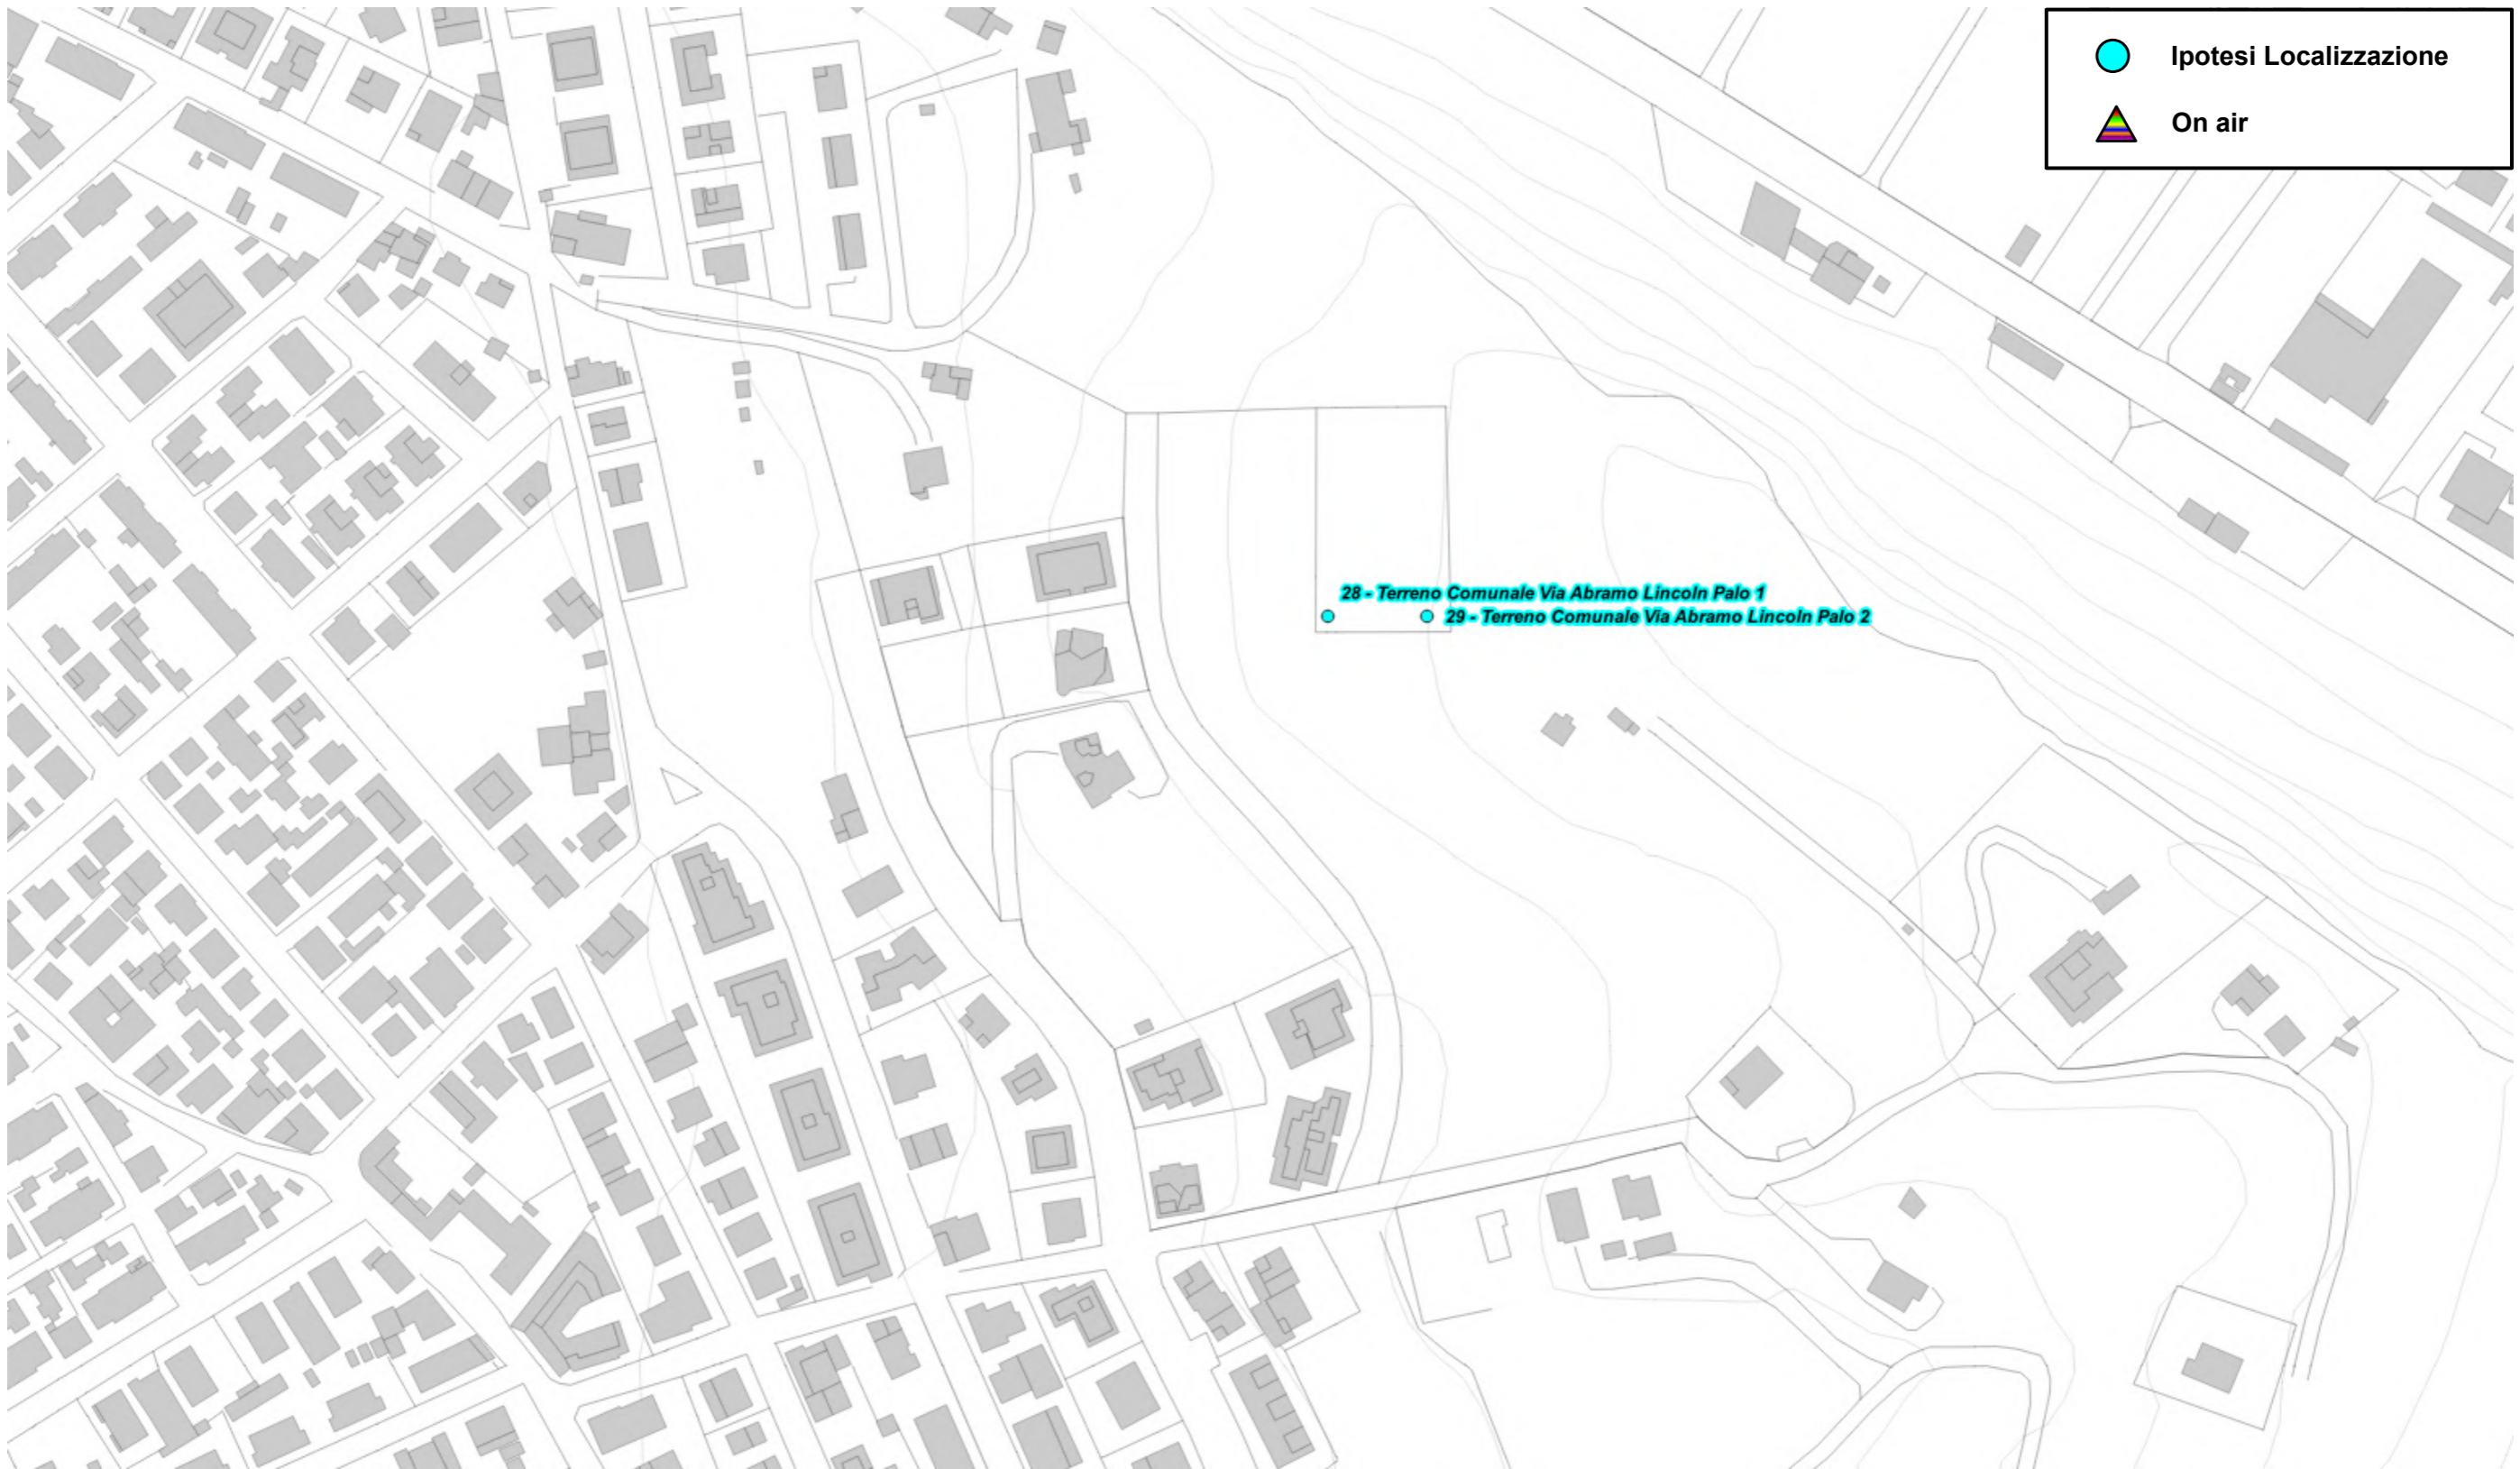 Ipotesi Localizzazione
On air
28 - Terreno Comunale Via Abramo Lincoln Palo 1
29 - Terreno Comunale Via Abramo Lincoln Palo 2